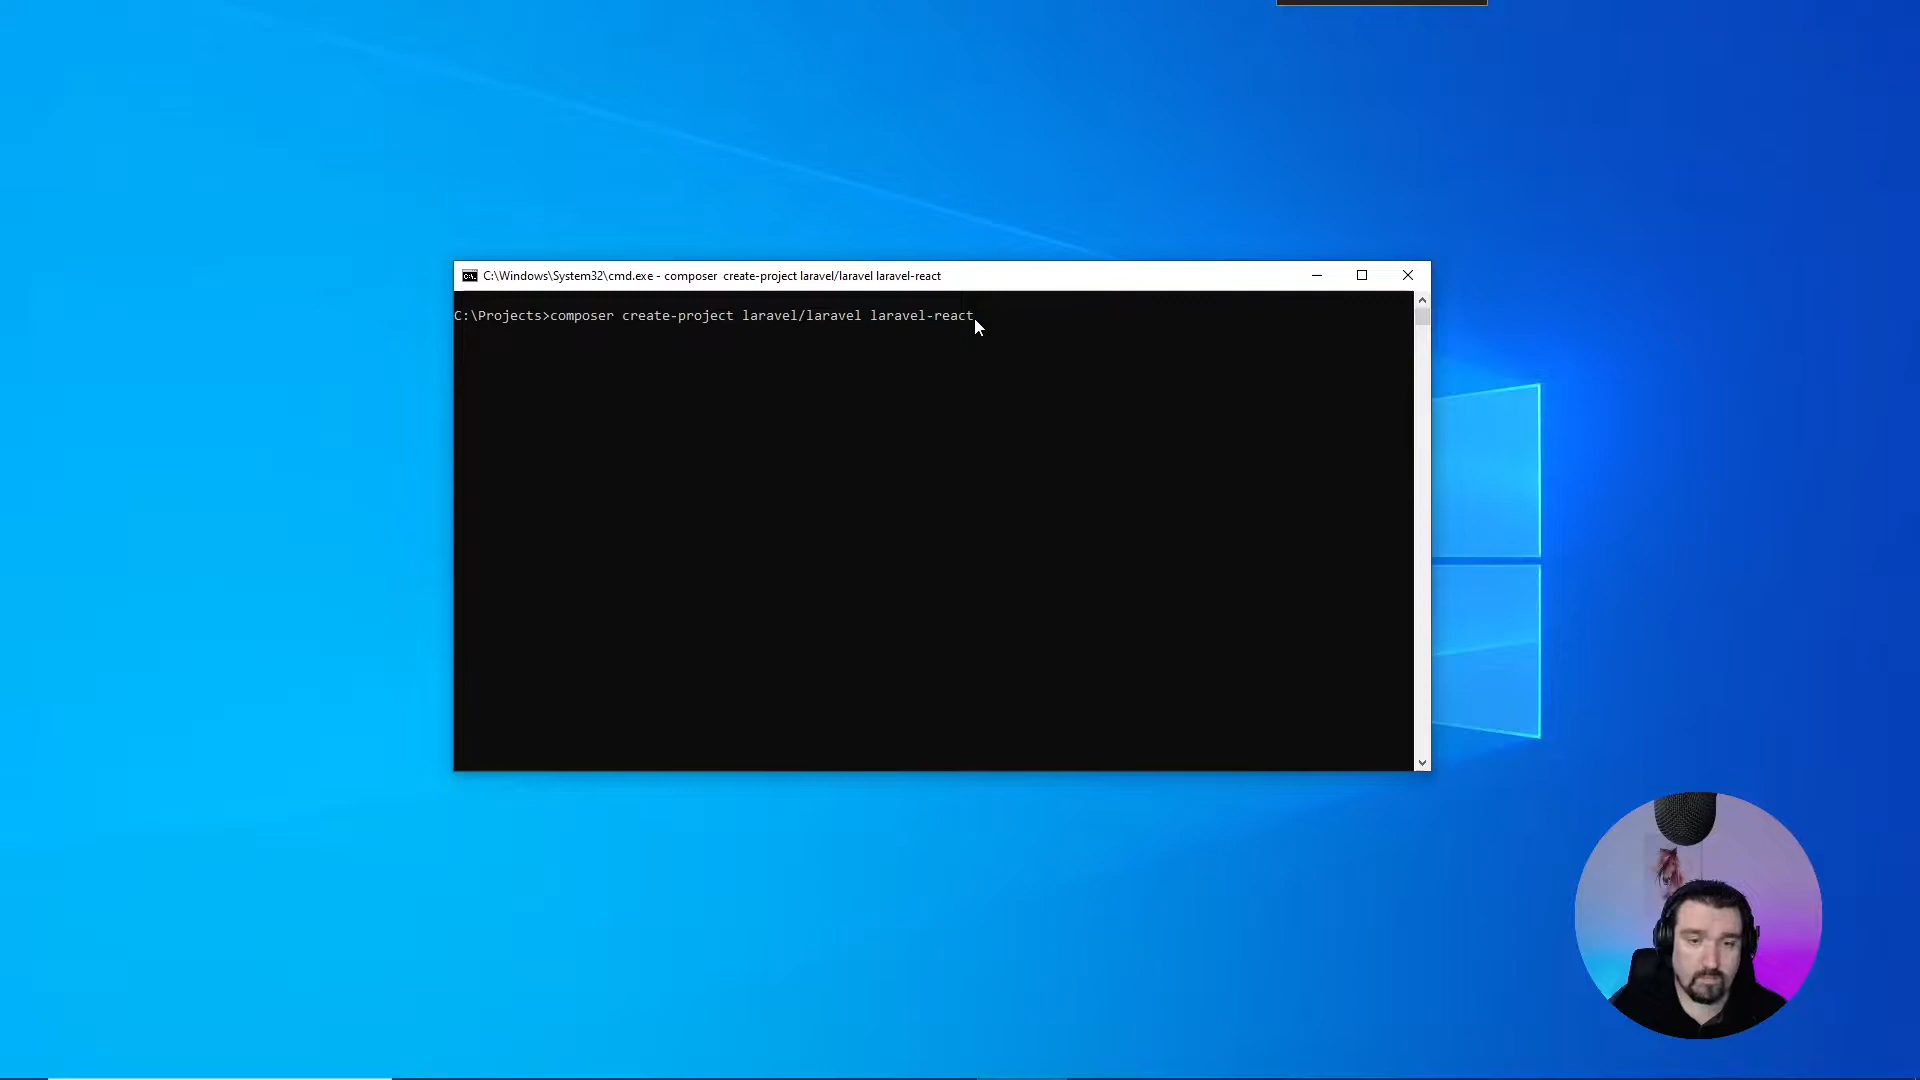 C:\Windows\System32\cmd.exe - composer  create-project laravel/laravel laravel-react
C:\Projects>composer create-project laravel/laravel laravel-react